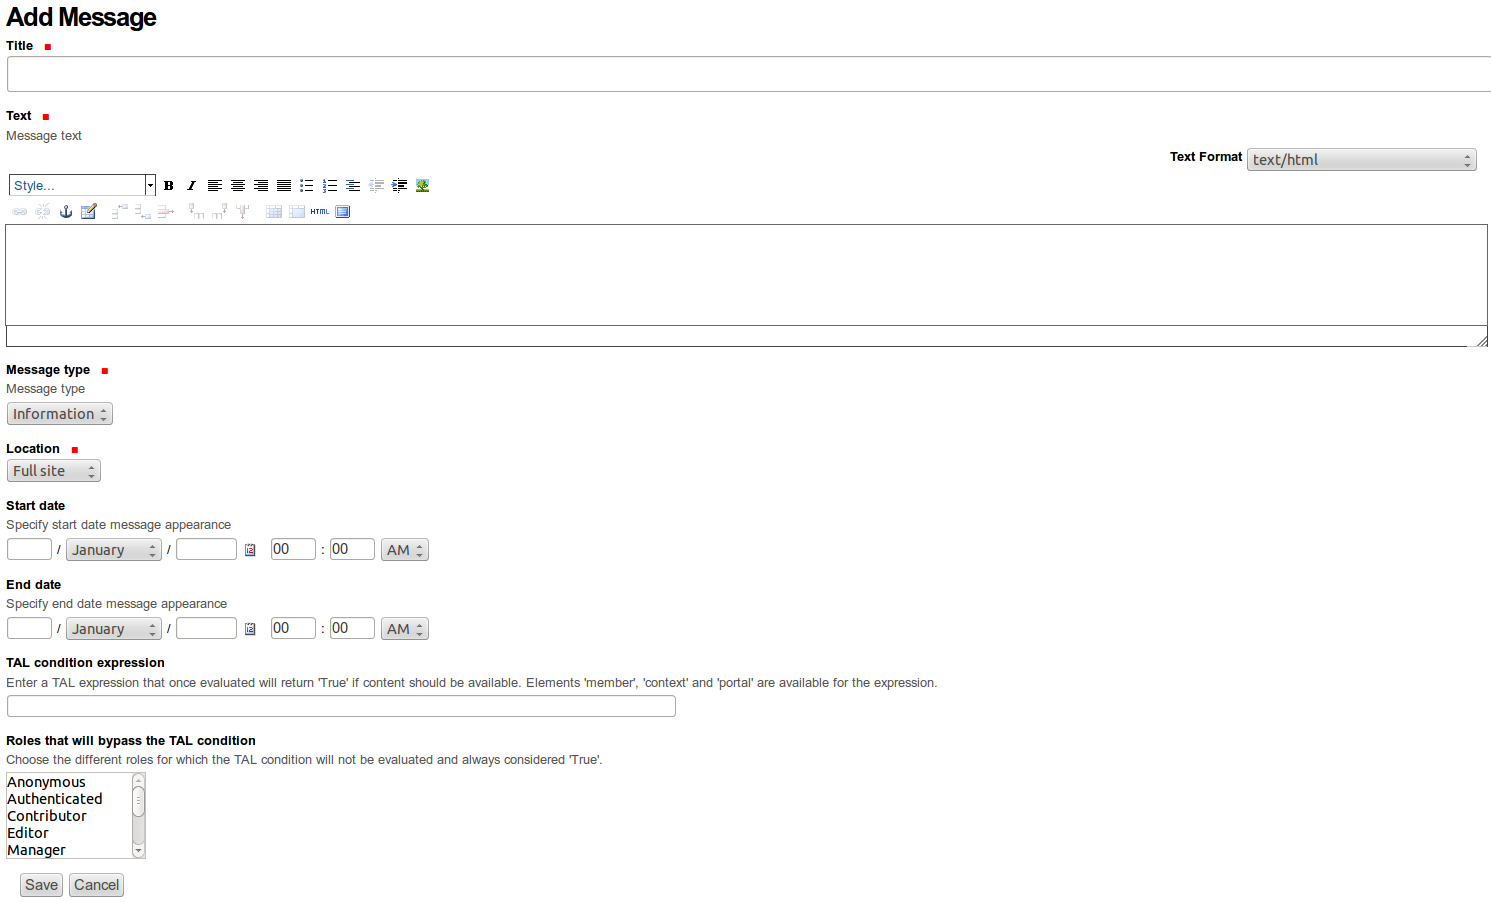 Add Message
Title
Text
Message text
Text Format text/html
Style... B I
HTML
Message type
Message type
Information
Location
Full site
Start date
Specify start date message appearance
/ January / 00 : 00 AM
End date
Specify end date message appearance
/ January / 00 : 00 AM
TAL condition expression
Enter a TAL expression that once evaluated will return 'True' if content should be available. Elements 'member', 'context' and 'portal' are available for the expression.
Roles that will bypass the TAL condition
Choose the different roles for which the TAL condition will not be evaluated and always considered 'True'.
Anonymous
Authenticated
Contributor
Editor
Manager
Save Cancel